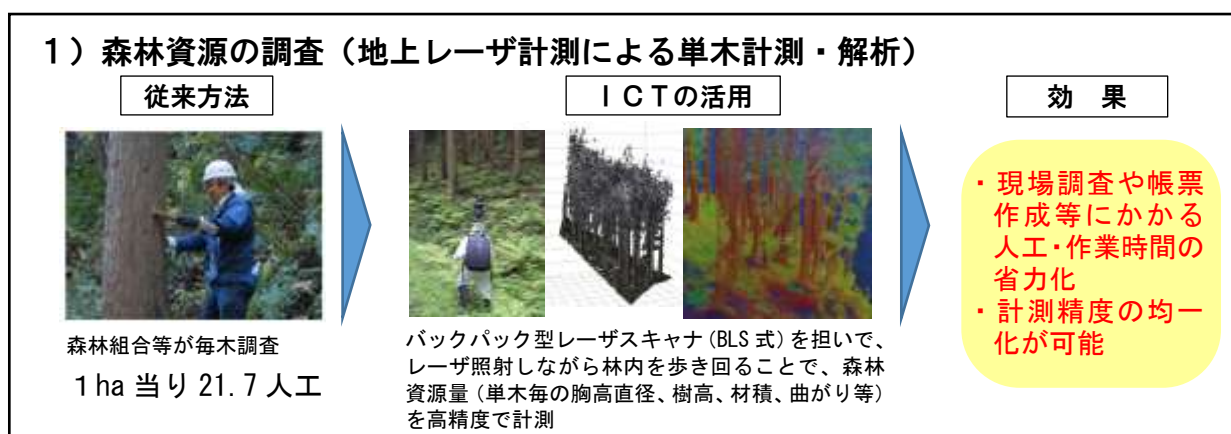 １）森林資源の調査（地上レーザ計測による単木計測・解析）
従来方法
森林組合等が毎木調査
１ha 当り 21.7 人工
ＩＣＴの活用
バックパック型レーザスキャナ(BLS 式)を担いで、
レーザ照射しながら林内を歩き回ることで、森林
資源量(単木毎の胸高直径、樹高、材積、曲がり等)
を高精度で計測
効　果
・現場調査や帳票
作成等にかかる
人工・作業時間の
省力化
・計測精度の均一
化が可能